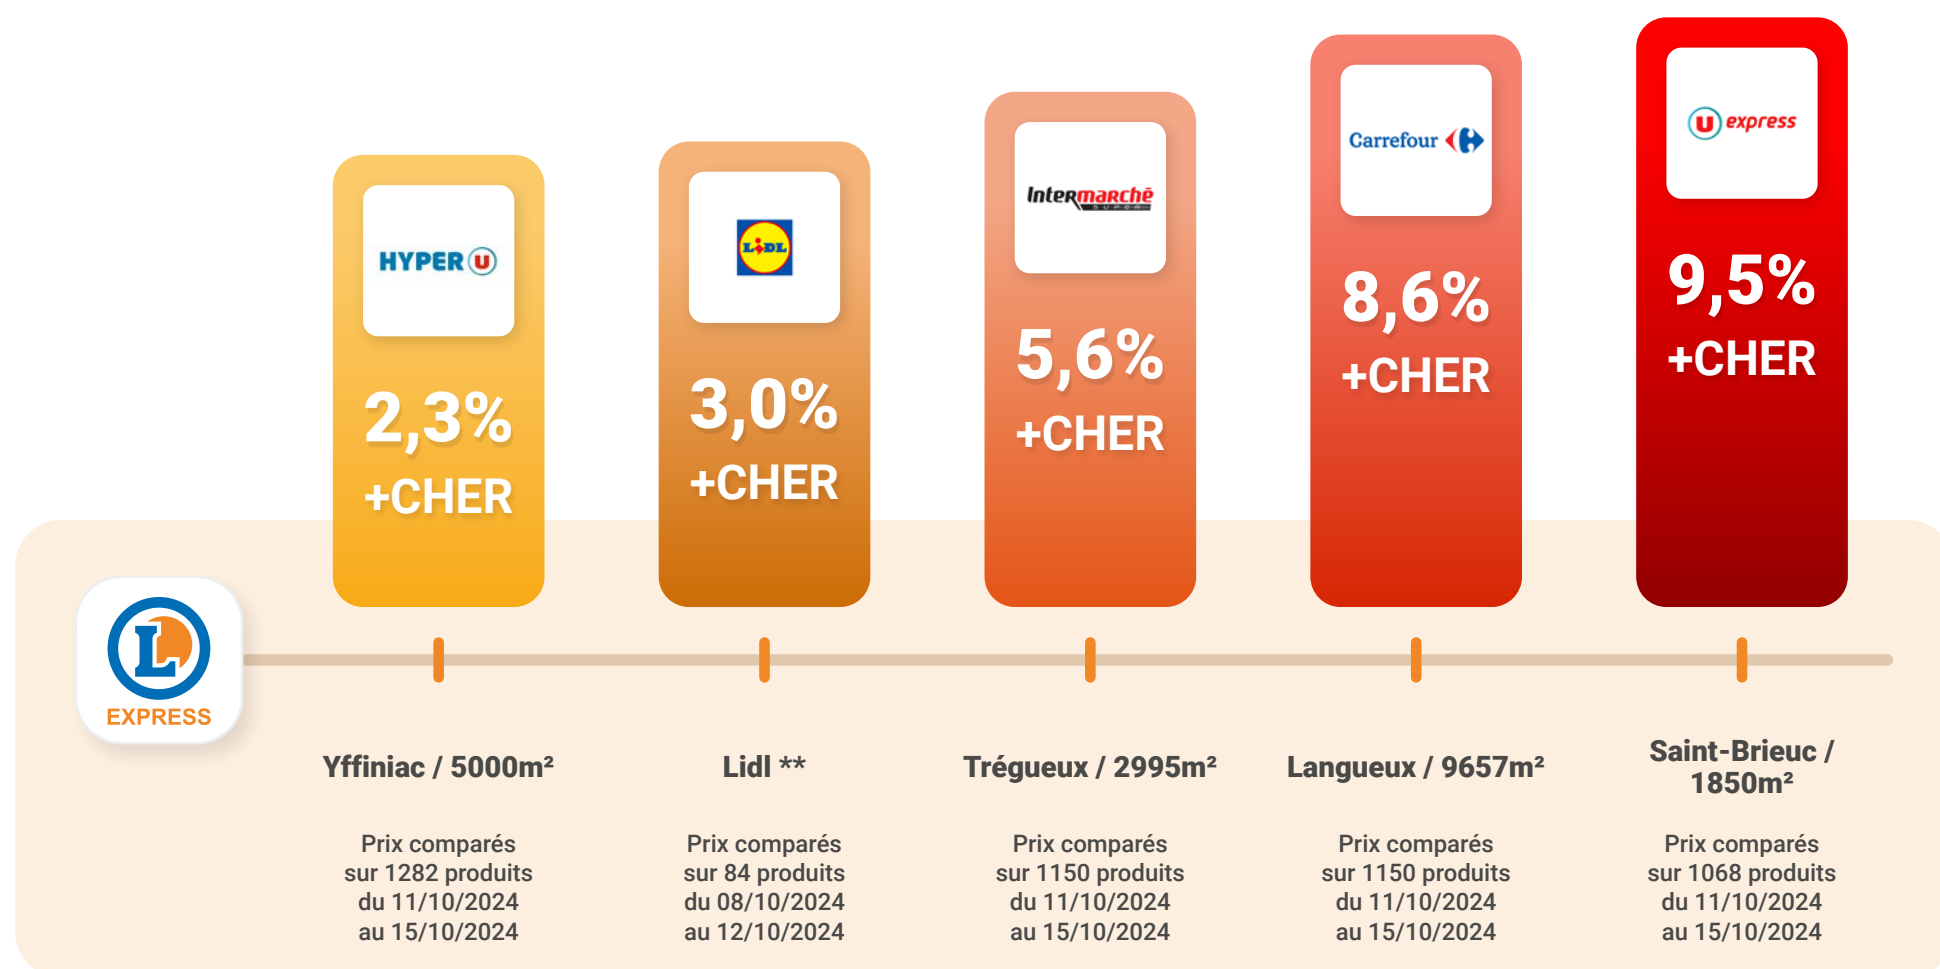 HYPER U
2,3%
+CHER
LIDL
3,0%
+CHER
Intermarché
SUPER
5,6%
+CHER
Carrefour
8,6%
+CHER
U express
9,5%
+CHER
L
EXPRESS
Yffiniac / 5000m²
Prix comparés
sur 1282 produits
du 11/10/2024
au 15/10/2024
Lidl **
Prix comparés
sur 84 produits
du 08/10/2024
au 12/10/2024
Trégueux / 2995m²
Prix comparés
sur 1150 produits
du 11/10/2024
au 15/10/2024
Langueux / 9657m²
Prix comparés
sur 1150 produits
du 11/10/2024
au 15/10/2024
Saint-Brieuc /
1850m²
Prix comparés
sur 1068 produits
du 11/10/2024
au 15/10/2024